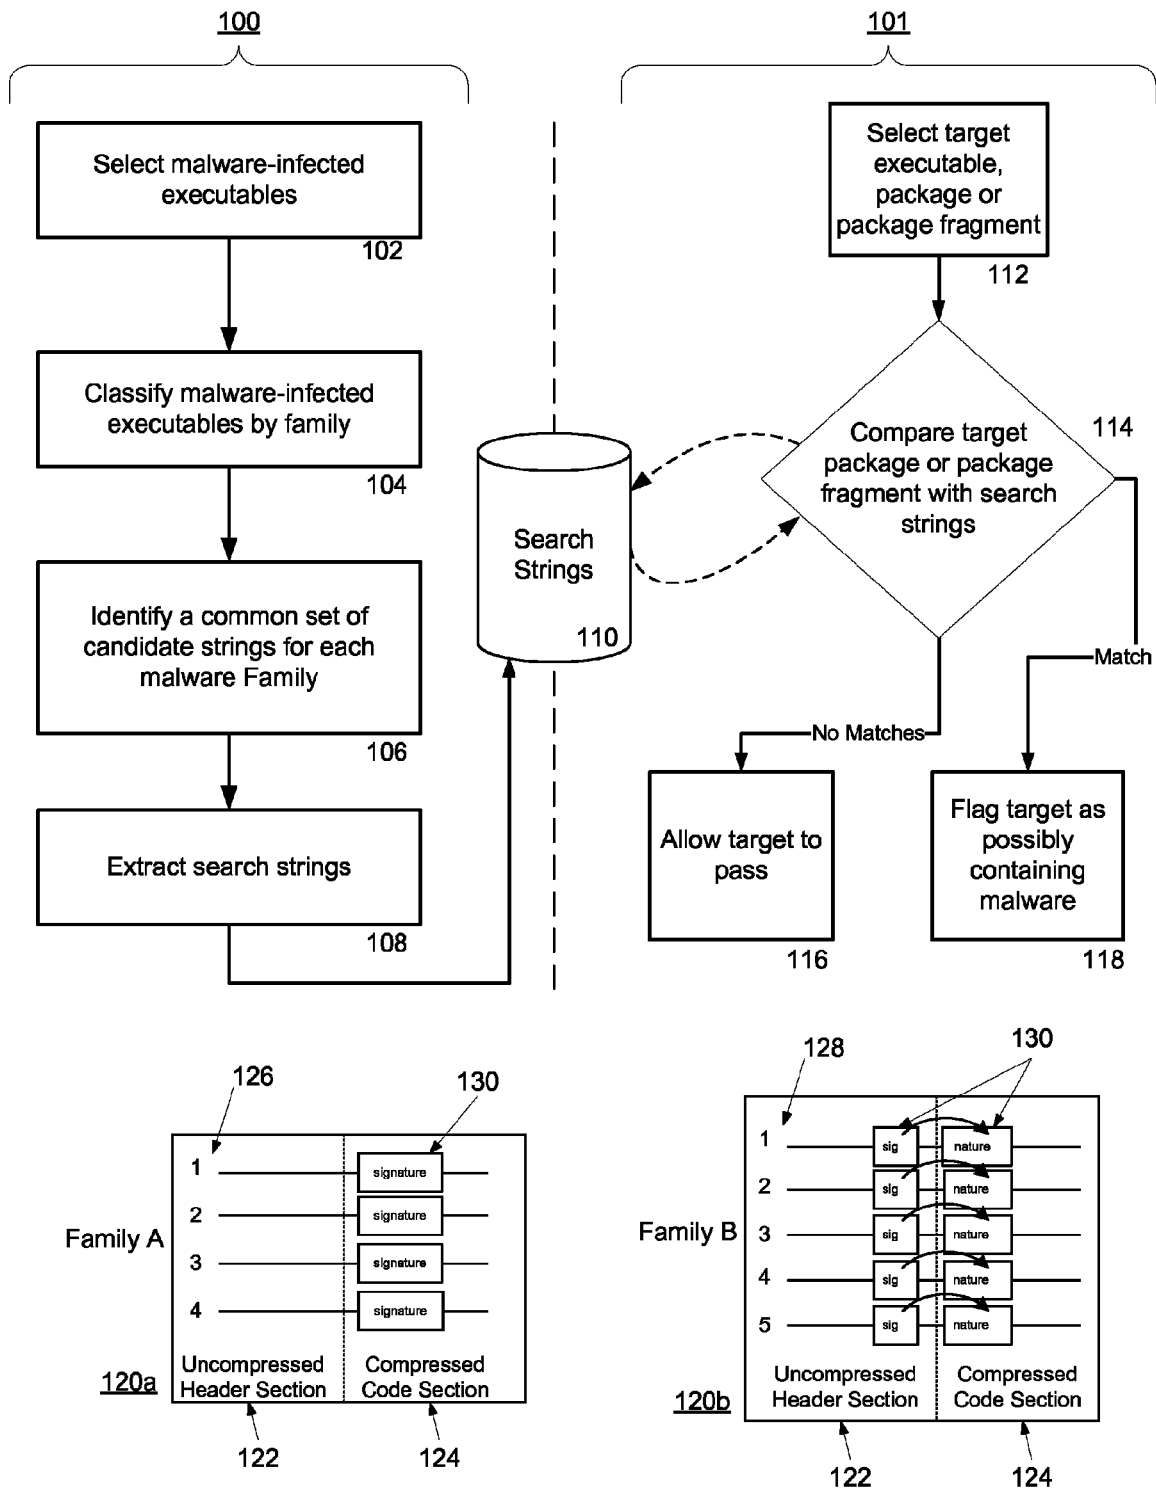 100
Select malware-infected
executables
102
Classify malware-infected
executables by family
104
Identify a common set of
candidate strings for each
malware Family
106
Extract search strings
108
Search
Strings
110
101
Select target
executable,
package or
package fragment
112
Compare target
package or package
fragment with search
strings
114
No Matches
Match
Allow target to
pass
116
Flag target as
possibly
containing
malware
118
126
130
Family A
1
signature
2
signature
3
signature
4
signature
Uncompressed
Header Section
Compressed
Code Section
120a
122
124
128
130
Family B
1
sig
nature
2
sig
nature
3
sig
nature
4
sig
nature
5
sig
nature
Uncompressed
Header Section
Compressed
Code Section
120b
122
124